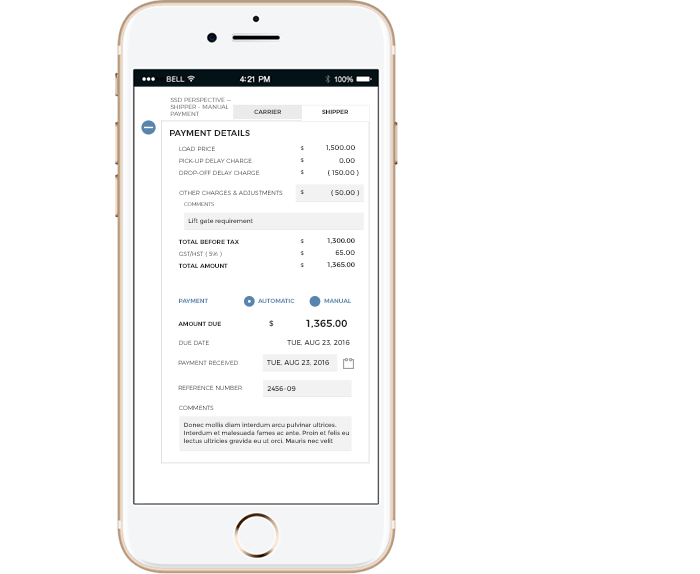 BELL 4:21 PM 100%
SSD PERSPECTIVE –
SHIPPER - MANUAL
PAYMENT
CARRIER SHIPPER
PAYMENT DETAILS
LOAD PRICE $ 1,500.00
PICK-UP DELAY CHARGE $ 0.00
DROP-OFF DELAY CHARGE $ ( 150.00 )
OTHER CHARGES & ADJUSTMENTS $ ( 50.00 )
COMMENTS
Lift gate requirement
TOTAL BEFORE TAX $ 1,300.00
GST/HST ( 5% ) $ 65.00
TOTAL AMOUNT $ 1,365.00
PAYMENT AUTOMATIC MANUAL
AMOUNT DUE $ 1,365.00
DUE DATE TUE, AUG 23, 2016
PAYMENT RECEIVED TUE, AUG 23, 2016
REFERENCE NUMBER 2456-09
COMMENTS
Donec mollis diam interdum arcu pulvinar ultrices.
Interdum et malesuada fames ac ante. Proin et felis eu
lectus ultricies gravida eu ut orci. Mauris nec velit